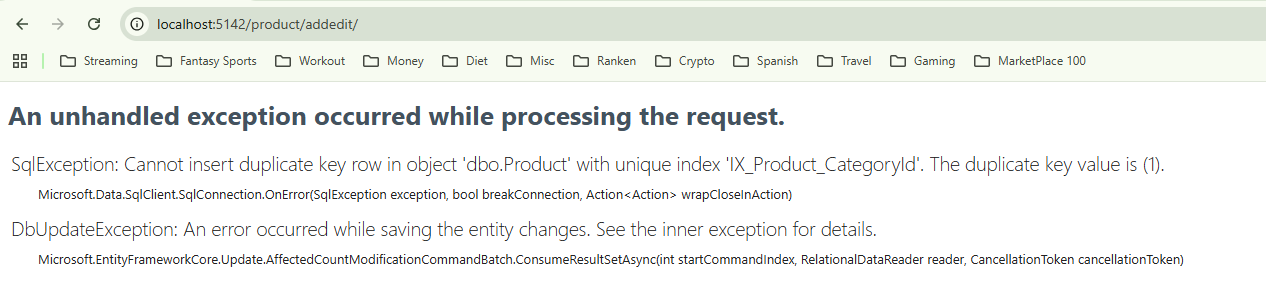 localhost:5142/product/addedit/
Streaming Fantasy Sports Workout Money Diet Misc Ranken Crypto Spanish Travel Gaming MarketPlace 100
An unhandled exception occurred while processing the request.
SqlException: Cannot insert duplicate key row in object 'dbo.Product' with unique index 'IX_Product_CategoryId'. The duplicate key value is (1).
Microsoft.Data.SqlClient.SqlConnection.OnError(SqlException exception, bool breakConnection, Action<Action> wrapCloseInAction)
DbUpdateException: An error occurred while saving the entity changes. See the inner exception for details.
Microsoft.EntityFrameworkCore.Update.AffectedCountModificationCommandBatch.ConsumeResultSetAsync(int startCommandIndex, RelationalDataReader reader, CancellationToken cancellationToken)